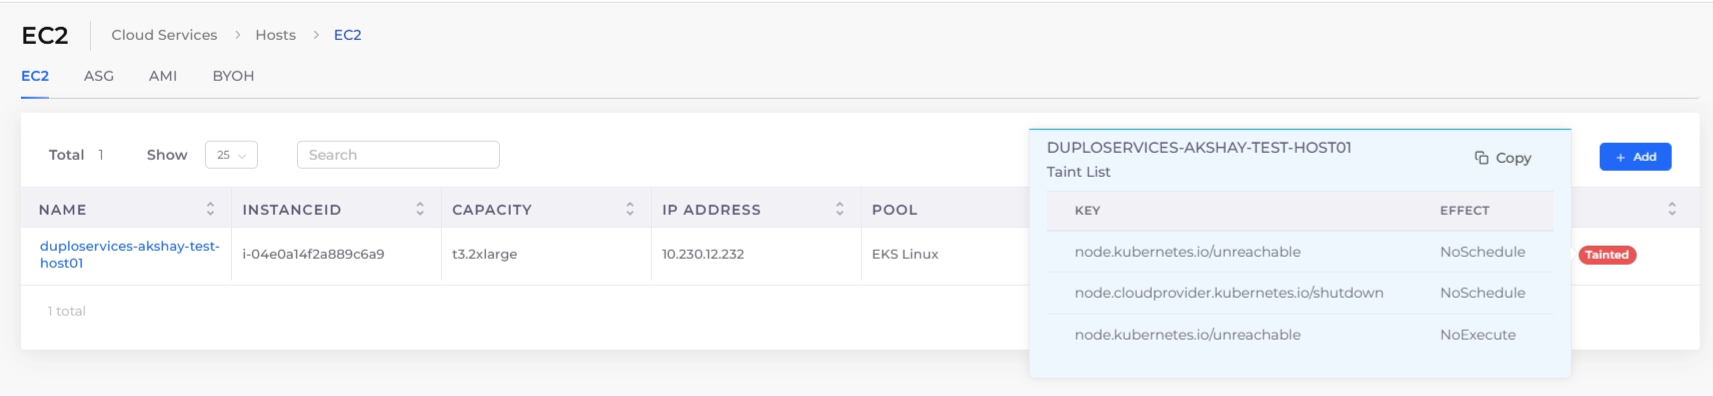 EC2 Cloud Services > Hosts > EC2
EC2 ASG AMI BYOH
Total 1 Show 25 Search
DUPLOSERVICES-AKSHAY-TEST-HOST01
Taint List
Copy
+ Add
NAME INSTANCEID CAPACITY IP ADDRESS POOL
KEY EFFECT
duploservices-akshay-test-
host01
i-04e0a14f2a889c6a9 t3.2xlarge 10.230.12.232 EKS Linux
node.kubernetes.io/unreachable NoSchedule
Tainted
node.cloudprovider.kubernetes.io/shutdown NoSchedule
node.kubernetes.io/unreachable NoExecute
1 total